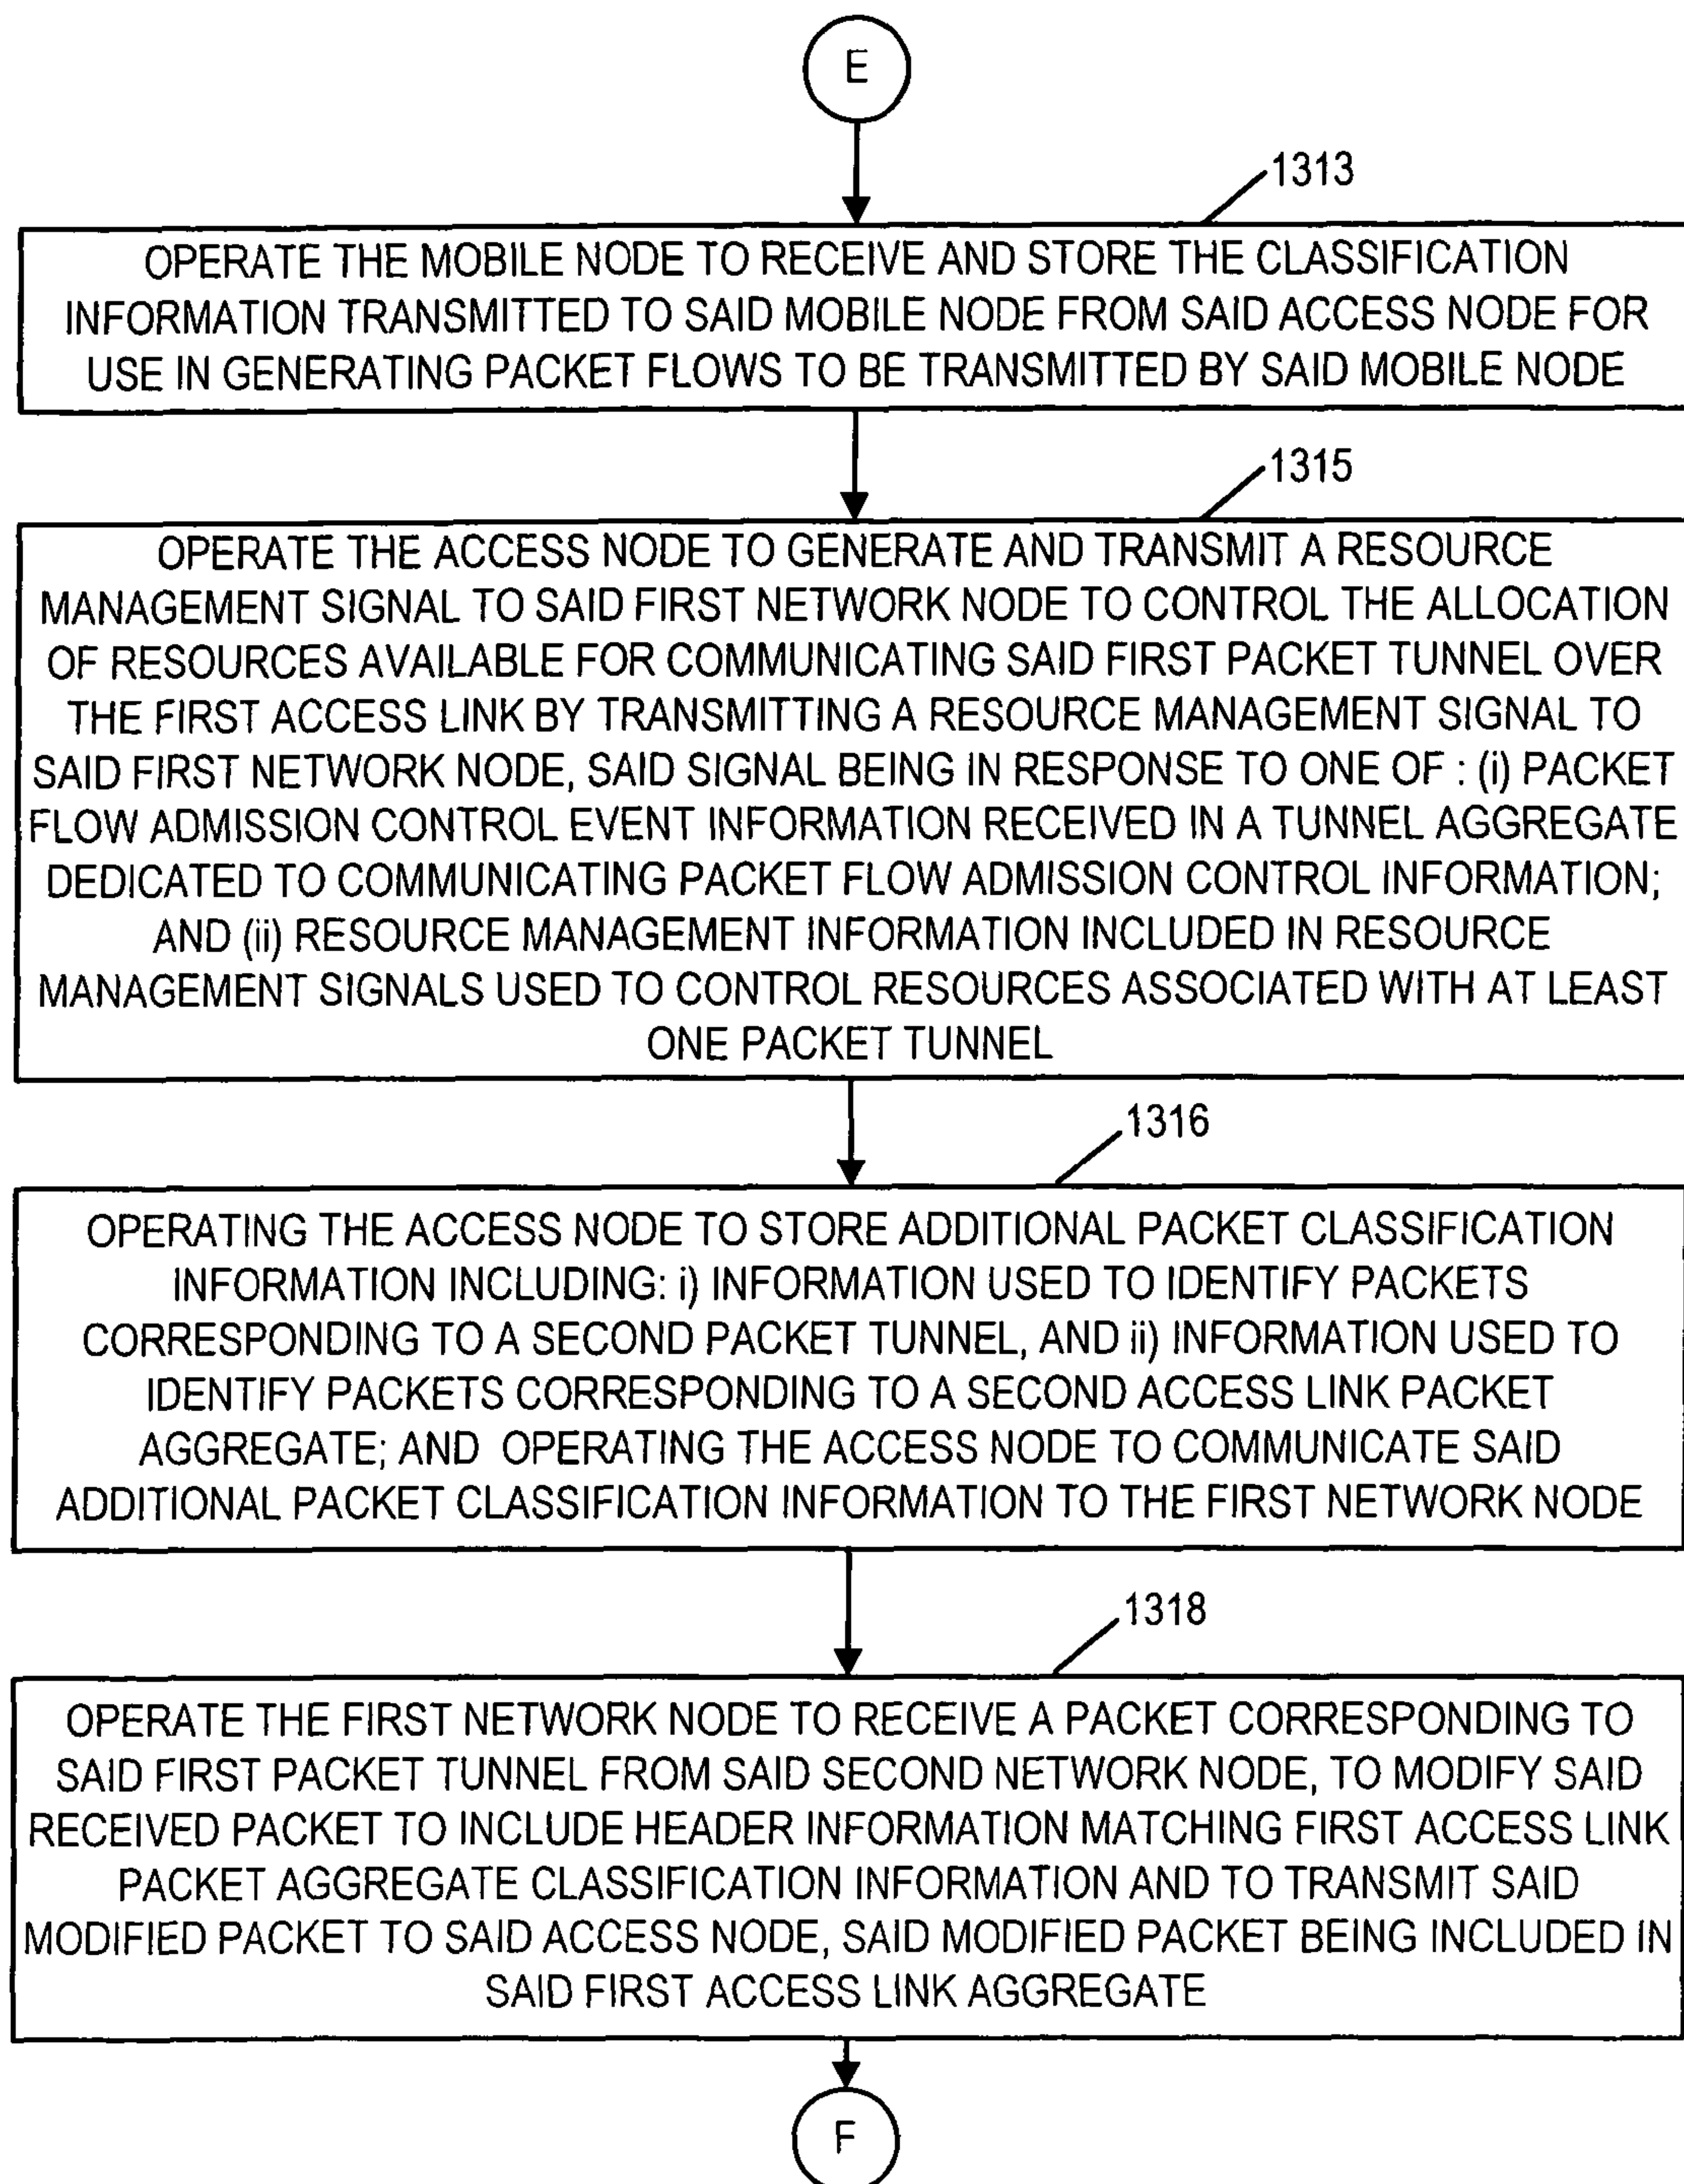 E
1313
OPERATE THE MOBILE NODE TO RECEIVE AND STORE THE CLASSIFICATION
INFORMATION TRANSMITTED TO SAID MOBILE NODE FROM SAID ACCESS NODE FOR
USE IN GENERATING PACKET FLOWS TO BE TRANSMITTED BY SAID MOBILE NODE
1315
OPERATE THE ACCESS NODE TO GENERATE AND TRANSMIT A RESOURCE
MANAGEMENT SIGNAL TO SAID FIRST NETWORK NODE TO CONTROL THE ALLOCATION
OF RESOURCES AVAILABLE FOR COMMUNICATING SAID FIRST PACKET TUNNEL OVER
THE FIRST ACCESS LINK BY TRANSMITTING A RESOURCE MANAGEMENT SIGNAL TO
SAID FIRST NETWORK NODE, SAID SIGNAL BEING IN RESPONSE TO ONE OF : (i) PACKET
FLOW ADMISSION CONTROL EVENT INFORMATION RECEIVED IN A TUNNEL AGGREGATE
DEDICATED TO COMMUNICATING PACKET FLOW ADMISSION CONTROL INFORMATION;
AND (ii) RESOURCE MANAGEMENT INFORMATION INCLUDED IN RESOURCE
MANAGEMENT SIGNALS USED TO CONTROL RESOURCES ASSOCIATED WITH AT LEAST
ONE PACKET TUNNEL
1316
OPERATING THE ACCESS NODE TO STORE ADDITIONAL PACKET CLASSIFICATION
INFORMATION INCLUDING: i) INFORMATION USED TO IDENTIFY PACKETS
CORRESPONDING TO A SECOND PACKET TUNNEL, AND ii) INFORMATION USED TO
IDENTIFY PACKETS CORRESPONDING TO A SECOND ACCESS LINK PACKET
AGGREGATE; AND OPERATING THE ACCESS NODE TO COMMUNICATE SAID
ADDITIONAL PACKET CLASSIFICATION INFORMATION TO THE FIRST NETWORK NODE
1318
OPERATE THE FIRST NETWORK NODE TO RECEIVE A PACKET CORRESPONDING TO
SAID FIRST PACKET TUNNEL FROM SAID SECOND NETWORK NODE, TO MODIFY SAID
RECEIVED PACKET TO INCLUDE HEADER INFORMATION MATCHING FIRST ACCESS LINK
PACKET AGGREGATE CLASSIFICATION INFORMATION AND TO TRANSMIT SAID
MODIFIED PACKET TO SAID ACCESS NODE, SAID MODIFIED PACKET BEING INCLUDED IN
SAID FIRST ACCESS LINK AGGREGATE
F